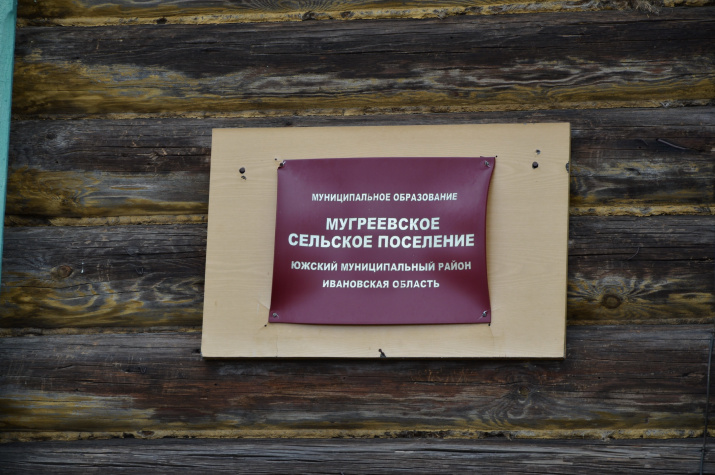 МУНИЦИПАЛЬНОЕ ОБРАЗОВАНИЕ
МУГРЕЕВСКОЕ
СЕЛЬСКОЕ ПОСЕЛЕНИЕ
ЮЖСКИЙ МУНИЦИПАЛЬНЫЙ РАЙОН
ИВАНОВСКАЯ ОБЛАСТЬ